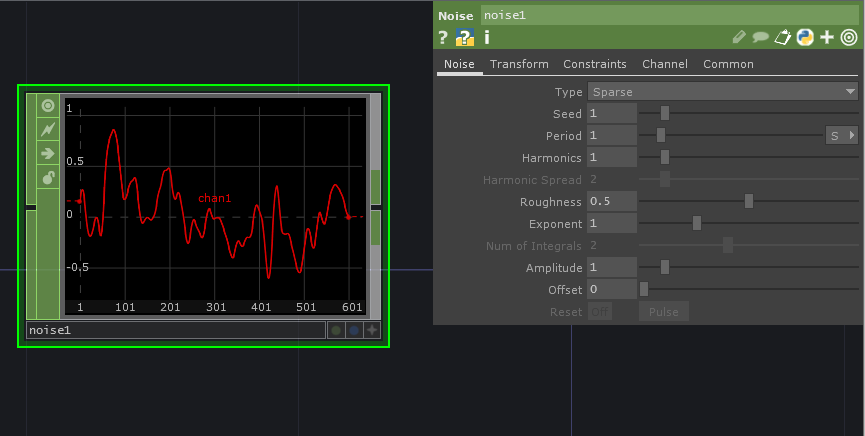 Noise noise1
? ? i
Noise Transform Constraints Channel Common
Type Sparse
Seed 1
Period 1 S
Harmonics 1
Harmonic Spread 2
Roughness 0.5
Exponent 1
Num of Integrals 2
Amplitude 1
Offset 0
Reset Off Pulse
1
0.5
chan1
0
-0.5
1 101 201 301 401 501 601
noise1